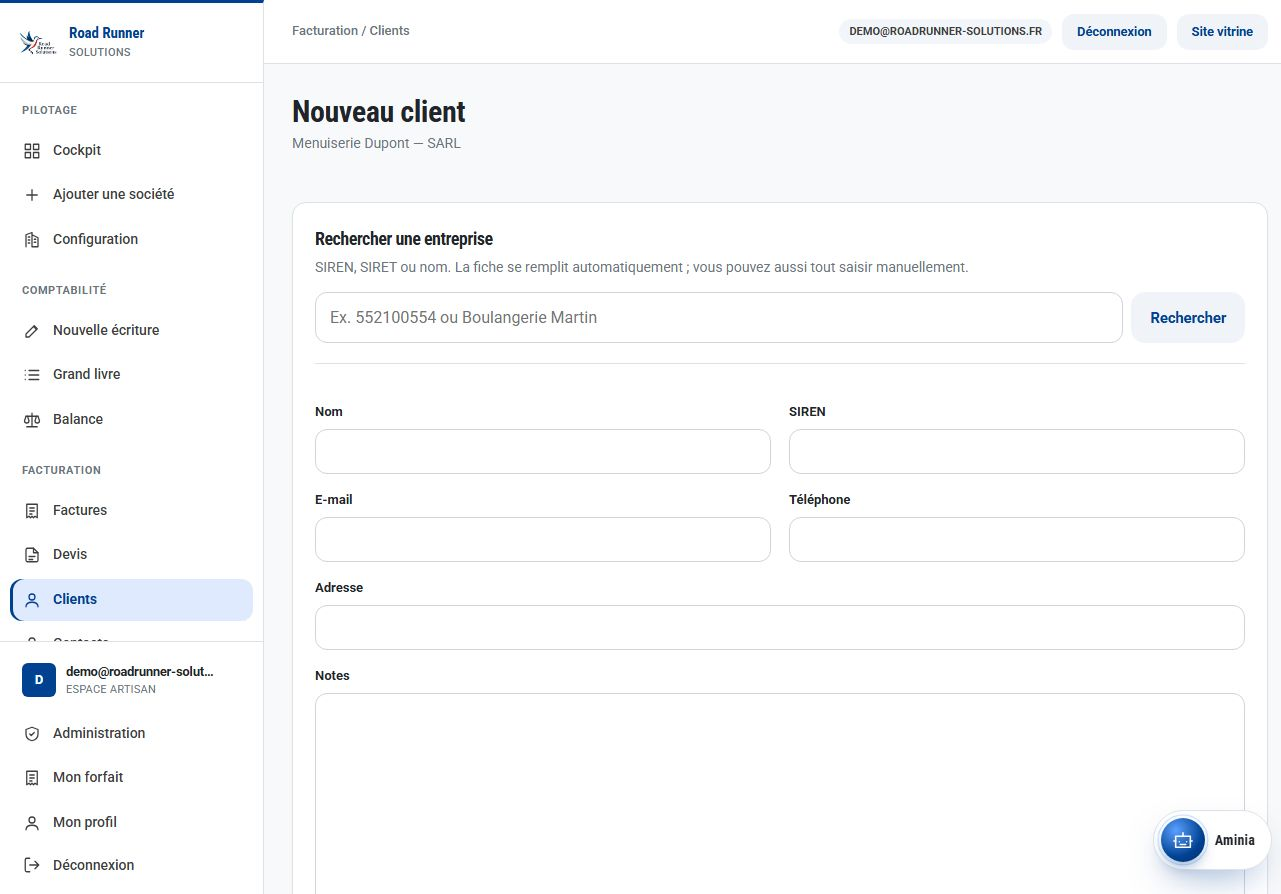 Road Runner
SOLUTIONS
Facturation / Clients
DEMO@ROADRUNNER-SOLUTIONS.FR
Déconnexion
Site vitrine
PILOTAGE
Cockpit
Ajouter une société
Configuration
COMPTABILITÉ
Nouvelle écriture
Grand livre
Balance
FACTURATION
Factures
Devis
Clients
demo@roadrunner-solut...
ESPACE ARTISAN
Administration
Mon forfait
Mon profil
Déconnexion
Nouveau client
Menuiserie Dupont — SARL
Rechercher une entreprise
SIREN, SIRET ou nom. La fiche se remplit automatiquement ; vous pouvez aussi tout saisir manuellement.
Ex. 552100554 ou Boulangerie Martin
Rechercher
Nom
SIREN
E-mail
Téléphone
Adresse
Notes
Aminia